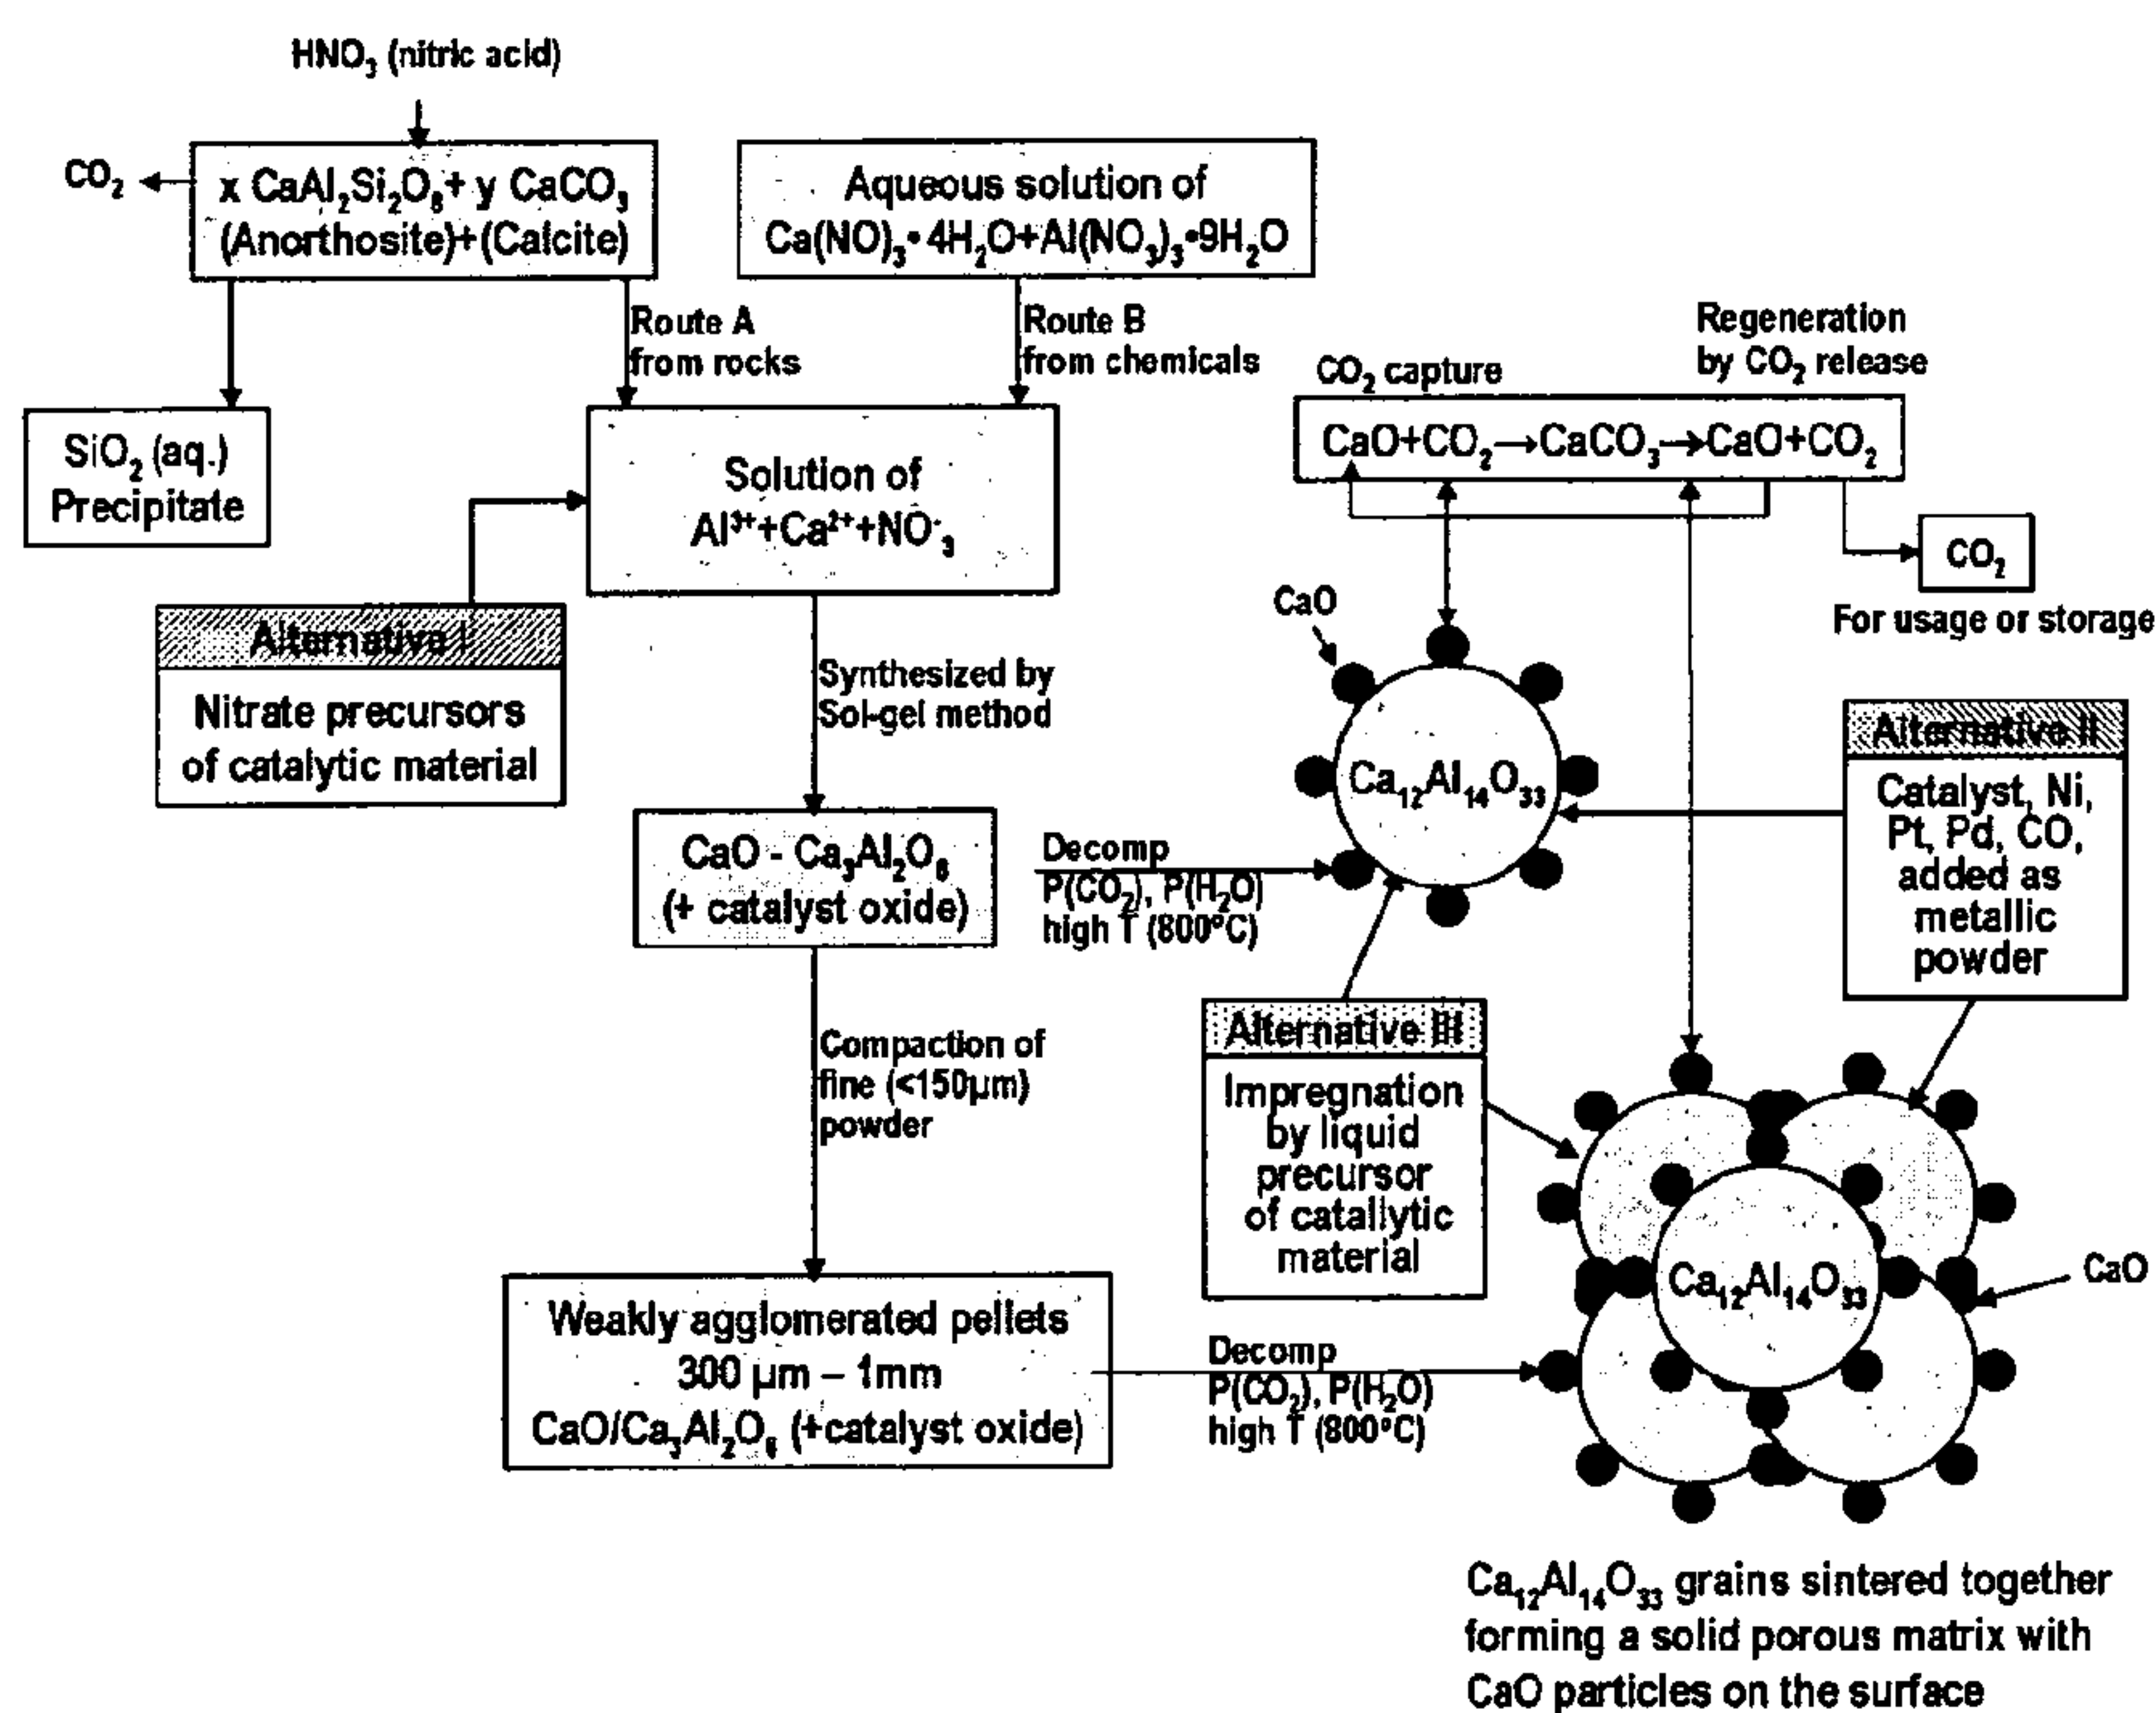 HNO₃ (nitric acid)
CO₂
x CaAl₂Si₂O₈+ y CaCO₃
(Anorthosite)+(Calcite)
Aqueous solution of
Ca(NO)₃•4H₂O+Al(NO₃)₃•9H₂O
Route A
from rocks
Route B
from chemicals
SiO₂ (aq.)
Precipitate
Solution of
Al³⁺+Ca²⁺+NO⁻₃
Alternative I
Nitrate precursors
of catalytic material
Synthesized by
Sol-gel method
CaO - Ca₃Al₂O₆
(+ catalyst oxide)
Compaction of
fine (<150µm)
powder
Weakly agglomerated pellets
300 µm – 1mm
CaO/Ca₃Al₂O₆ (+catalyst oxide)
Decomp
P(CO₂), P(H₂O)
high T (800°C)
Regeneration
by CO₂ release
CO₂ capture
CaO+CO₂→CaCO₃→CaO+CO₂
CO₂
For usage or storage
CaO
Ca₁₂Al₁₄O₃₃
Alternative II
Catalyst, Ni,
Pt, Pd, CO,
added as
metallic
powder
Alternative III
Impregnation
by liquid
precursor
of catallytic
material
Decomp
P(CO₂), P(H₂O)
high T (800°C)
Ca₁₂Al₁₄O₃₃
CaO
Ca₁₂Al₁₄O₃₃ grains sintered together
forming a solid porous matrix with
CaO particles on the surface